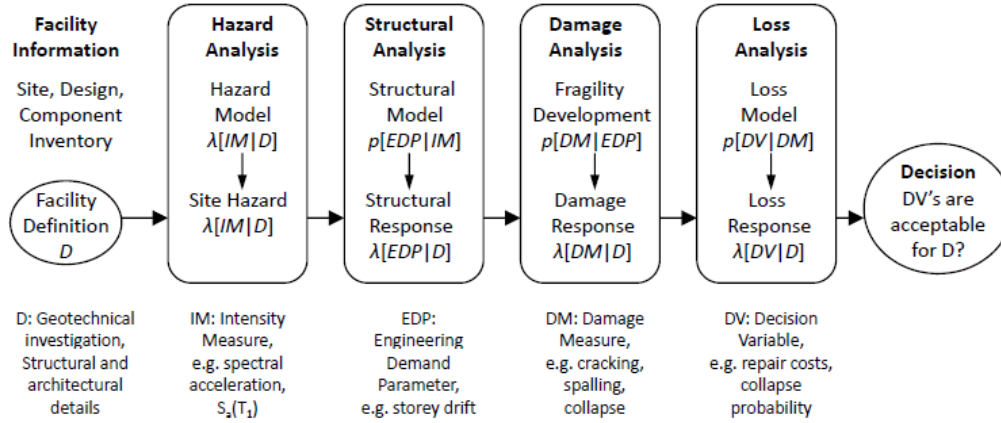 Facility
Information
Site, Design,
Component
Inventory
Facility
Definition
D
Hazard
Analysis
Hazard
Model
λ[IM|D]
Site Hazard
λ[IM|D]
Structural
Analysis
Structural
Model
p[EDP|IM]
Structural
Response
λ[EDP|D]
Damage
Analysis
Fragility
Development
p[DM|EDP]
Damage
Response
λ[DM|D]
Loss
Analysis
Loss
Model
p[DV|DM]
Loss
Response
λ[DV|D]
Decision
DV's are
acceptable
for D?
D: Geotechnical
investigation,
Structural and
architectural
details
IM: Intensity
Measure,
e.g. spectral
acceleration,
Sₐ(T₁)
EDP:
Engineering
Demand
Parameter,
e.g. storey drift
DM: Damage
Measure,
e.g. cracking,
spalling,
collapse
DV: Decision
Variable,
e.g. repair costs,
collapse
probability